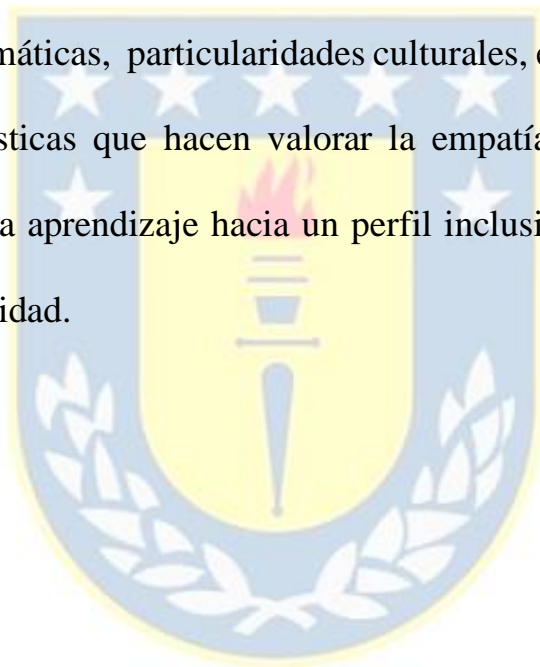 máticas, particularidades culturales, e
sticas que hacen valorar la empatía
a aprendizaje hacia un perfil inclusi
idad.